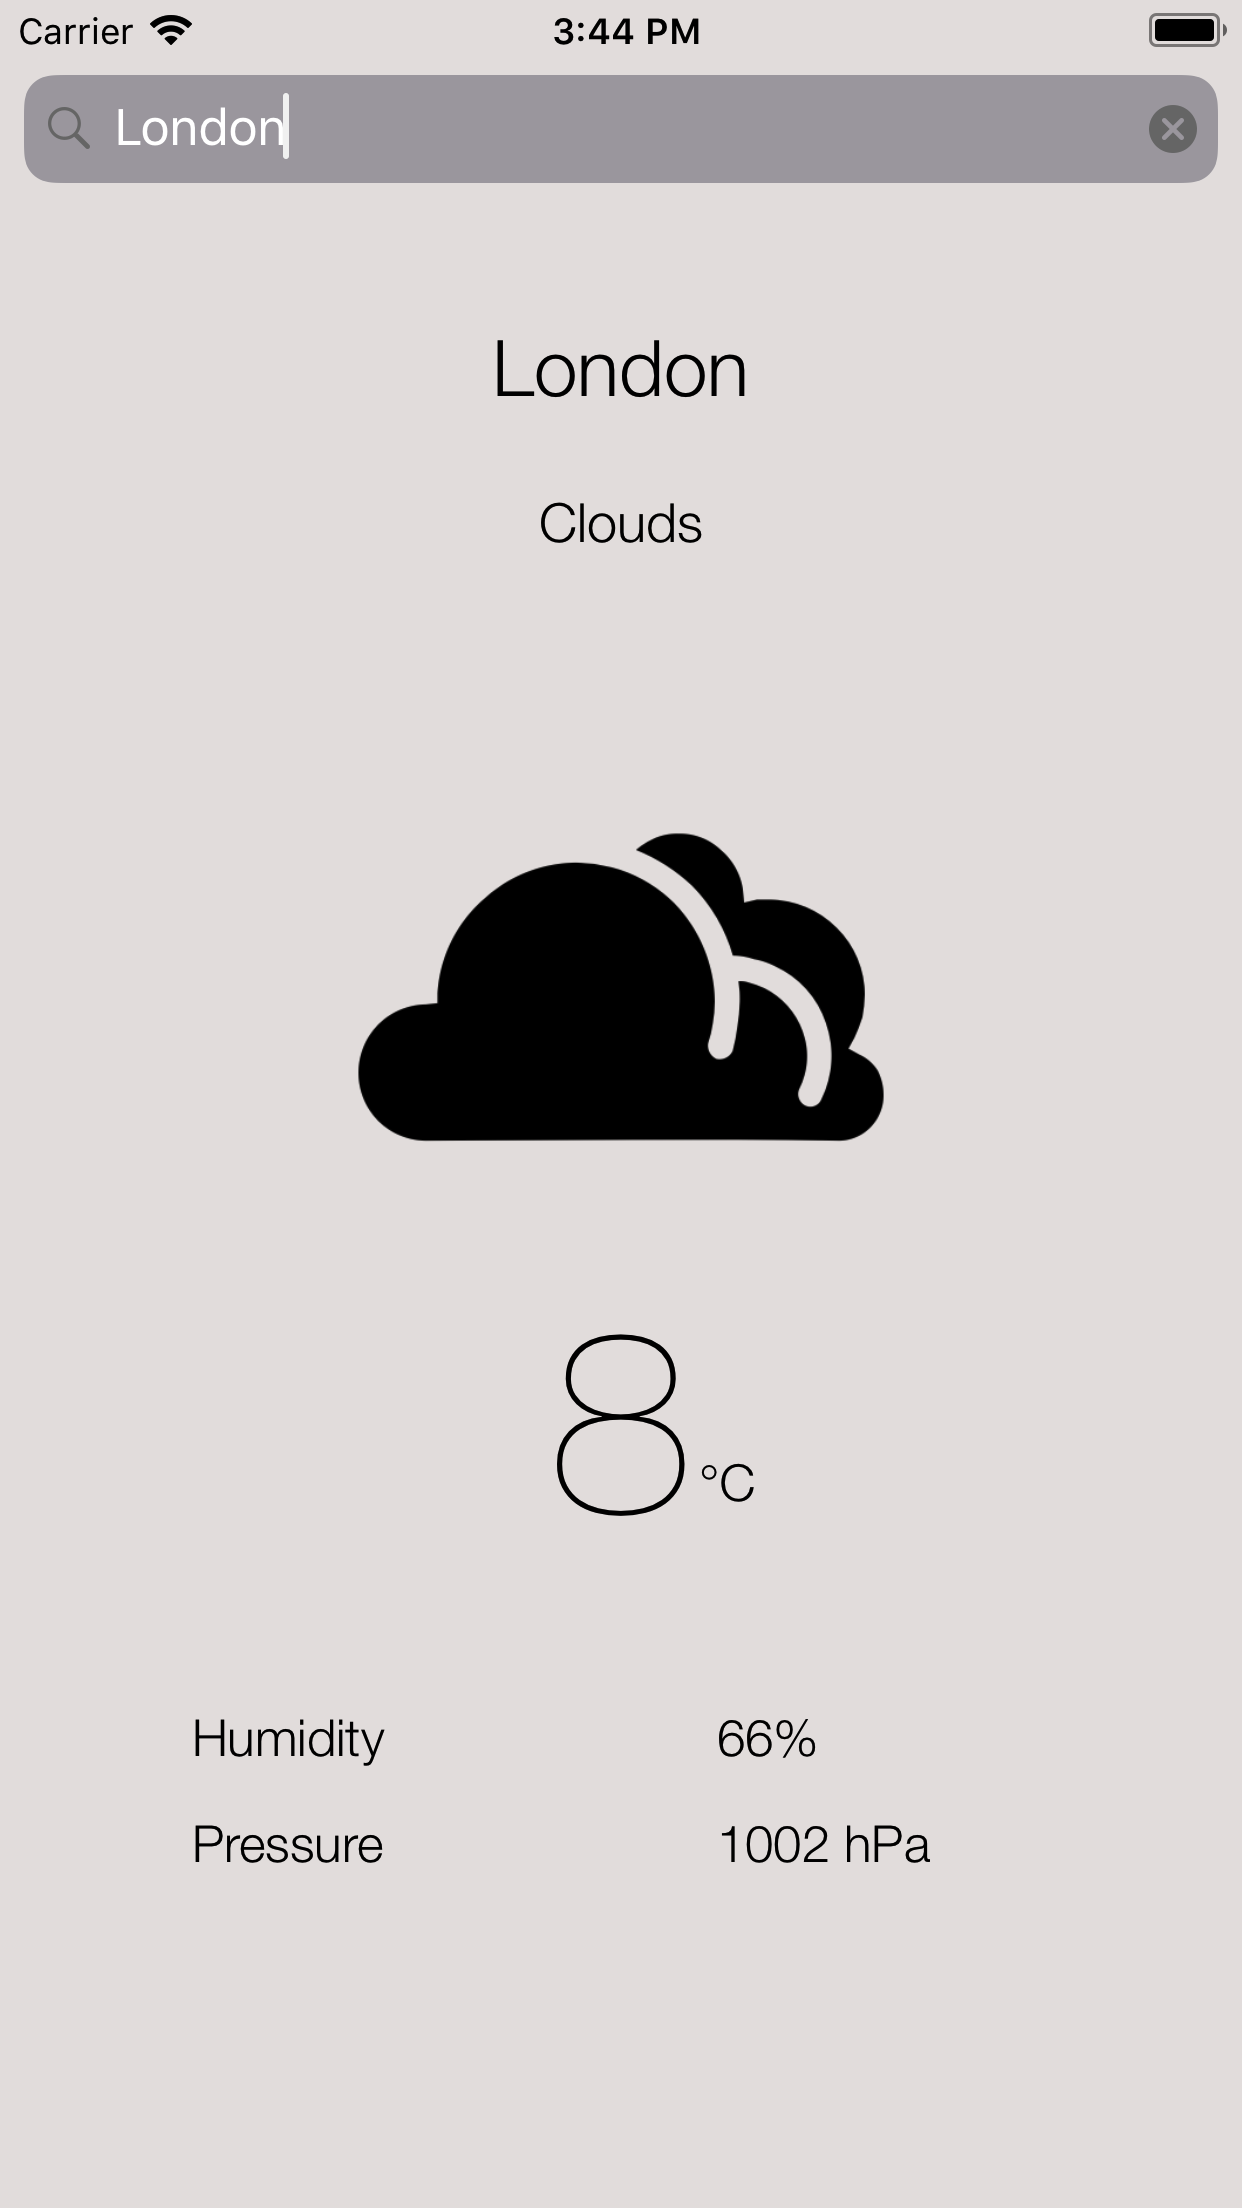 Carrier 3:44 PM
London
London
Clouds
8 °C
Humidity 66%
Pressure 1002 hPa